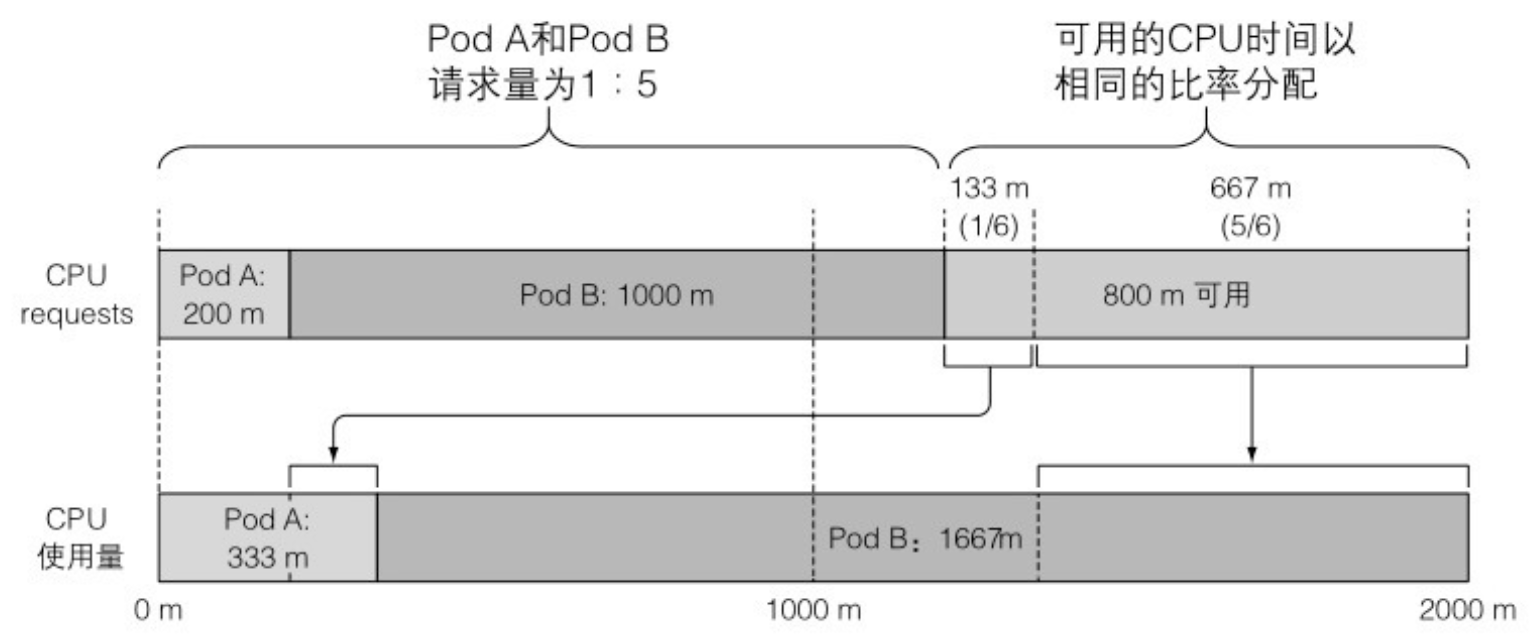 Pod A和Pod B
请求量为1：5
可用的CPU时间以
相同的比率分配
133 m
(1/6)
667 m
(5/6)
CPU
requests
Pod A:
200 m
Pod B: 1000 m
800 m 可用
CPU
使用量
Pod A:
333 m
Pod B：1667m
0 m
1000 m
2000 m